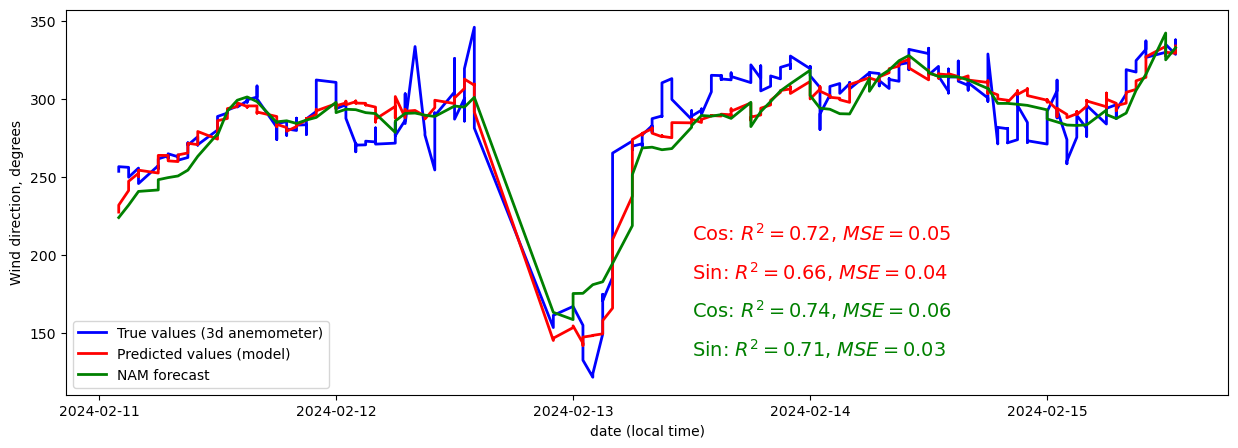 350
300
250
200
150
Wind direction, degrees
Cos: R² = 0.72, MSE = 0.05
Sin: R² = 0.66, MSE = 0.04
Cos: R² = 0.74, MSE = 0.06
Sin: R² = 0.71, MSE = 0.03
True values (3d anemometer)
Predicted values (model)
NAM forecast
2024-02-11 2024-02-12 2024-02-13 2024-02-14 2024-02-15
date (local time)